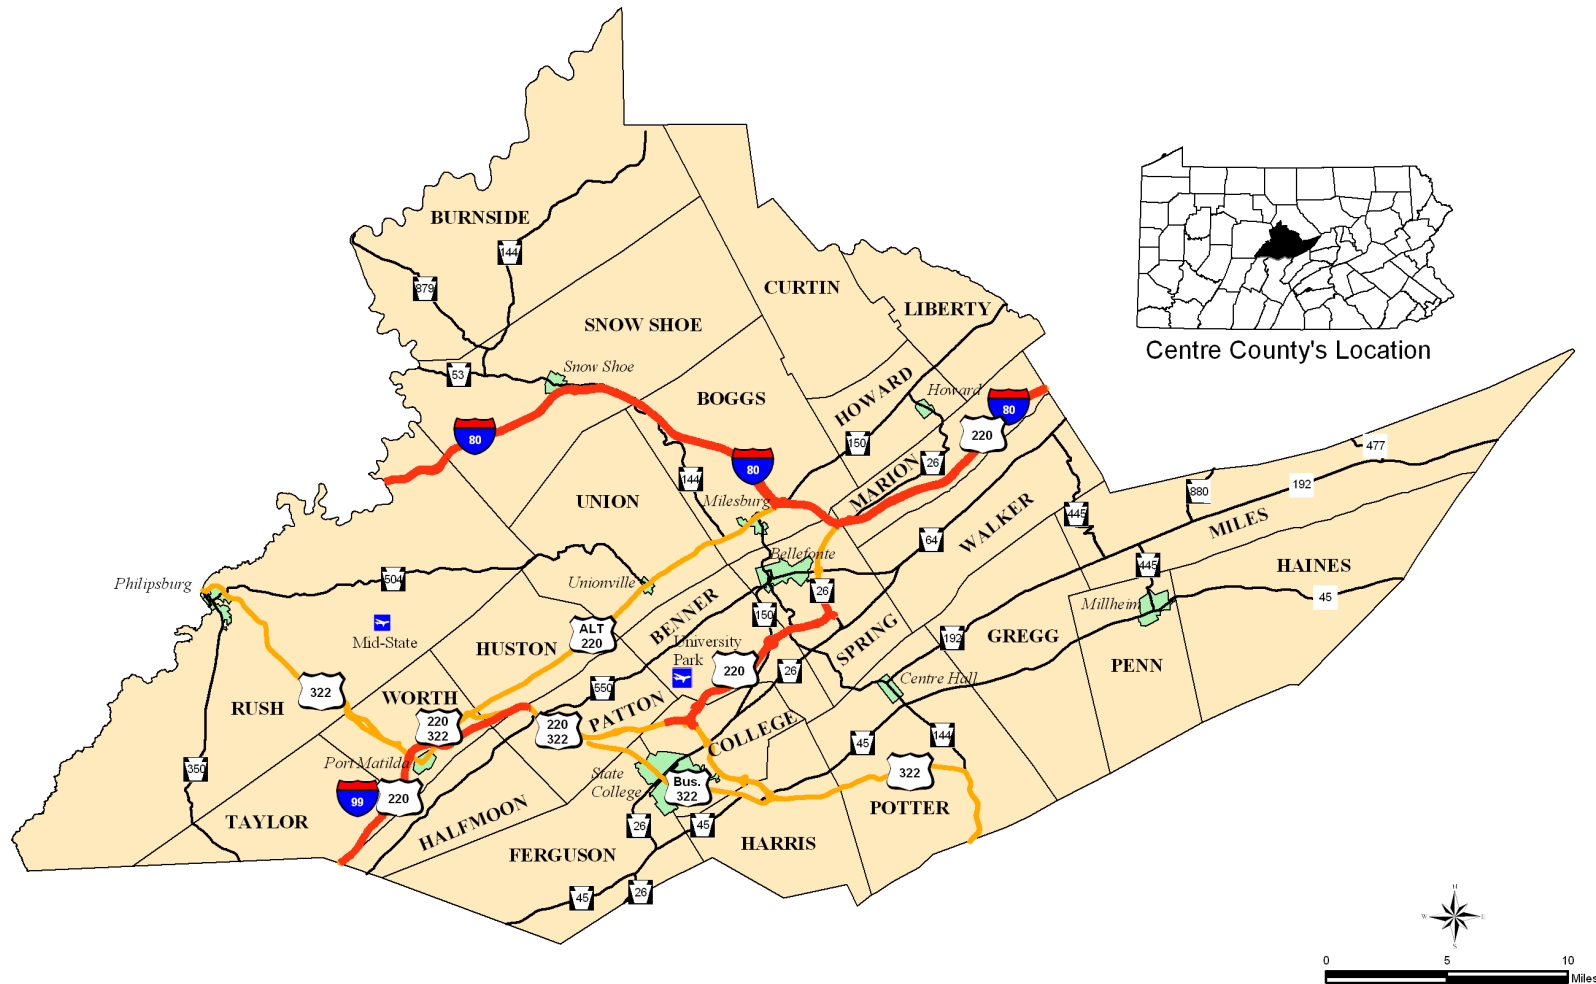 BURNSIDE
144
879
CURTIN
LIBERTY
SNOW SHOE
Centre County's Location
Snow Shoe
53
BOGGS
HOWARD
Howard
80
220
80
150
26
80
144
MARION
477
192
880
UNION
Milesburg
445
WALKER
MILES
64
Bellefonte
HAINES
Philipsburg
504
Unionville
26
445
45
Millheim
BENNER
150
Mid-State
ALT
220
HUSTON
University
Park
SPRING
192
GREGG
PENN
220
26
322
WORTH
550
Centre Hall
RUSH
PATTON
220
322
220
322
COLLEGE
45
144
350
Port Matilda
State
College
Bus.
322
322
99
220
POTTER
TAYLOR
HALFMOON
26
45
HARRIS
FERGUSON
45
26
N
W
E
S
0 5 10
Miles